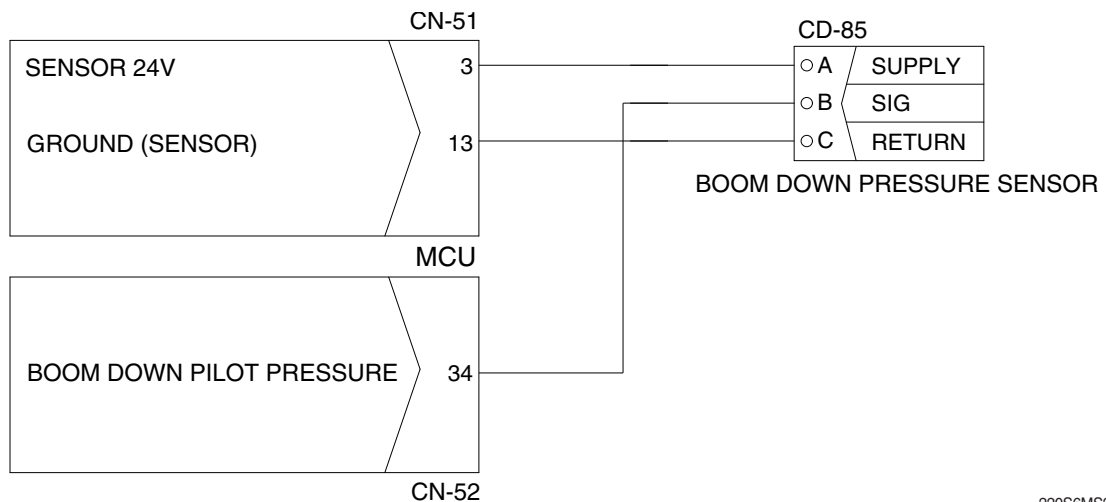 CN-51
CD-85
SENSOR 24V
3
A
SUPPLY
B
SIG
GROUND (SENSOR)
13
C
RETURN
BOOM DOWN PRESSURE SENSOR
MCU
BOOM DOWN PILOT PRESSURE
34
CN-52